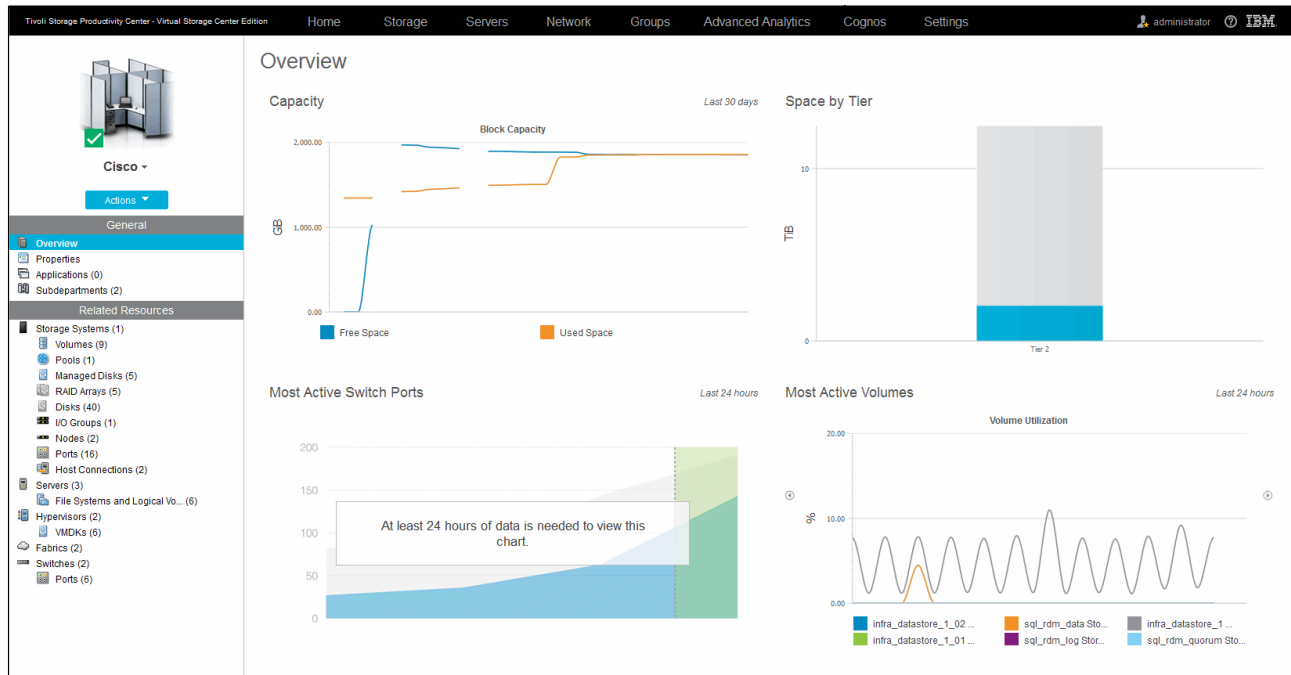 Tivoli Storage Productivity Center - Virtual Storage Center Edition
Home Storage Servers Network Groups Advanced Analytics Cognos Settings administrator IBM
Cisco
Actions
General
Overview
Properties
Applications (0)
Subdepartments (2)
Related Resources
Storage Systems (1)
Volumes (9)
Pools (1)
Managed Disks (5)
RAID Arrays (5)
Disks (40)
I/O Groups (1)
Nodes (2)
Ports (16)
Host Connections (2)
Servers (3)
File Systems and Logical Vo... (6)
Hypervisors (2)
VMDKs (6)
Fabrics (2)
Switches (2)
Ports (6)
Overview
Capacity
Last 30 days
Block Capacity
2,000.00
1,000.00
0.00
GB
Free Space
Used Space
Space by Tier
10
0
TiB
Tier 2
Most Active Switch Ports
Last 24 hours
200
150
100
50
0
At least 24 hours of data is needed to view this
chart.
Most Active Volumes
Last 24 hours
Volume Utilization
20.00
10.00
0.00
%
infra_datastore_1_02 ...
sql_rdm_data Sto...
infra_datastore_1 ...
infra_datastore_1_01 ...
sql_rdm_log Stor...
sql_rdm_quorum Sto...